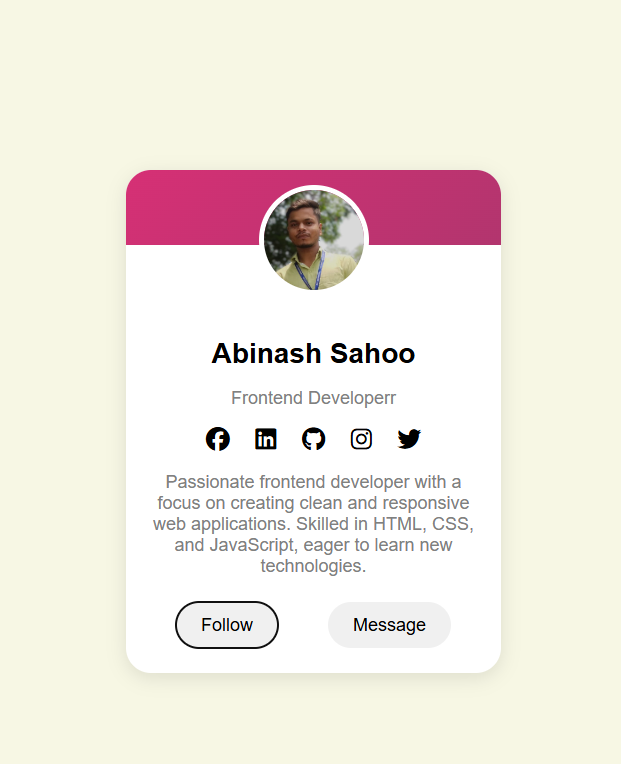 Abinash Sahoo
Frontend Developerr
Passionate frontend developer with a
focus on creating clean and responsive
web applications. Skilled in HTML, CSS,
and JavaScript, eager to learn new
technologies.
Follow
Message